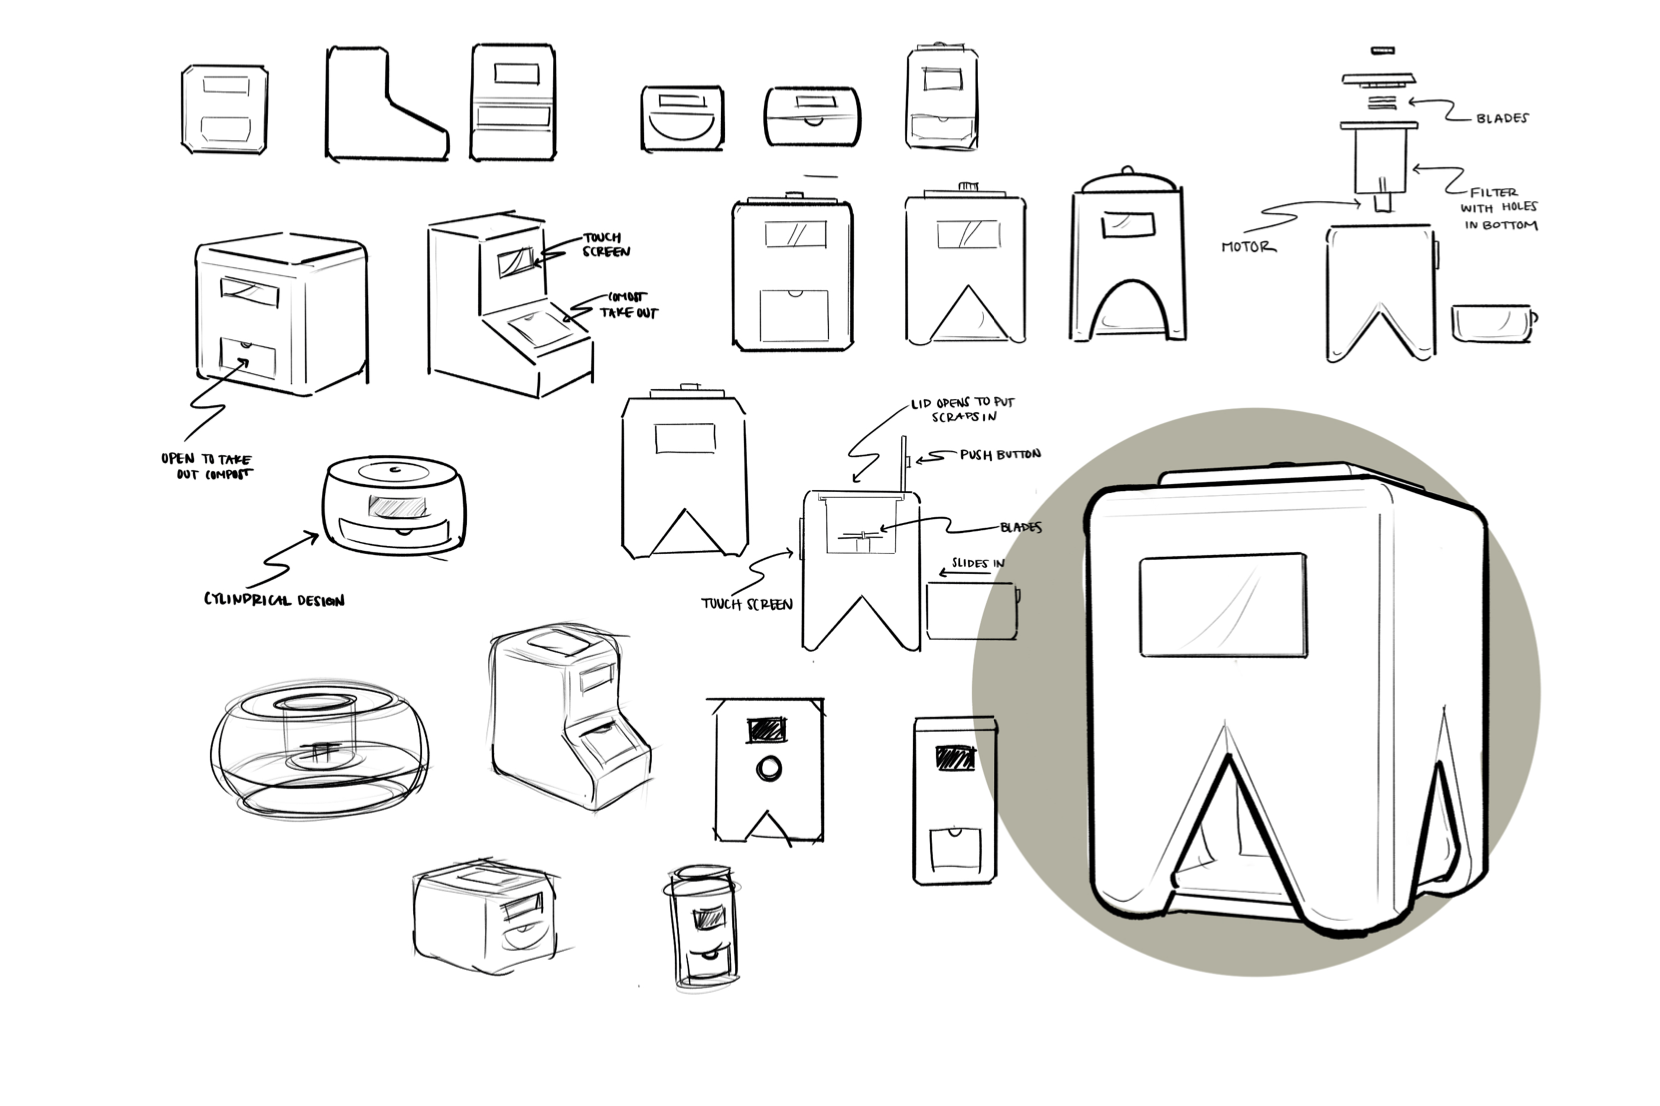 BLADES
FILTER
WITH HOLES
IN BOTTOM
MOTOR
TOUCH
SCREEN
COMOST
TAKE OUT
OPEN TO TAKE
OUT COMPOST
LID OPENS TO PUT
SCRAPS IN
PUSH BUTTON
BLADES
SLIDES IN
TOUCH SCREEN
CYLINDRICAL DESIGN